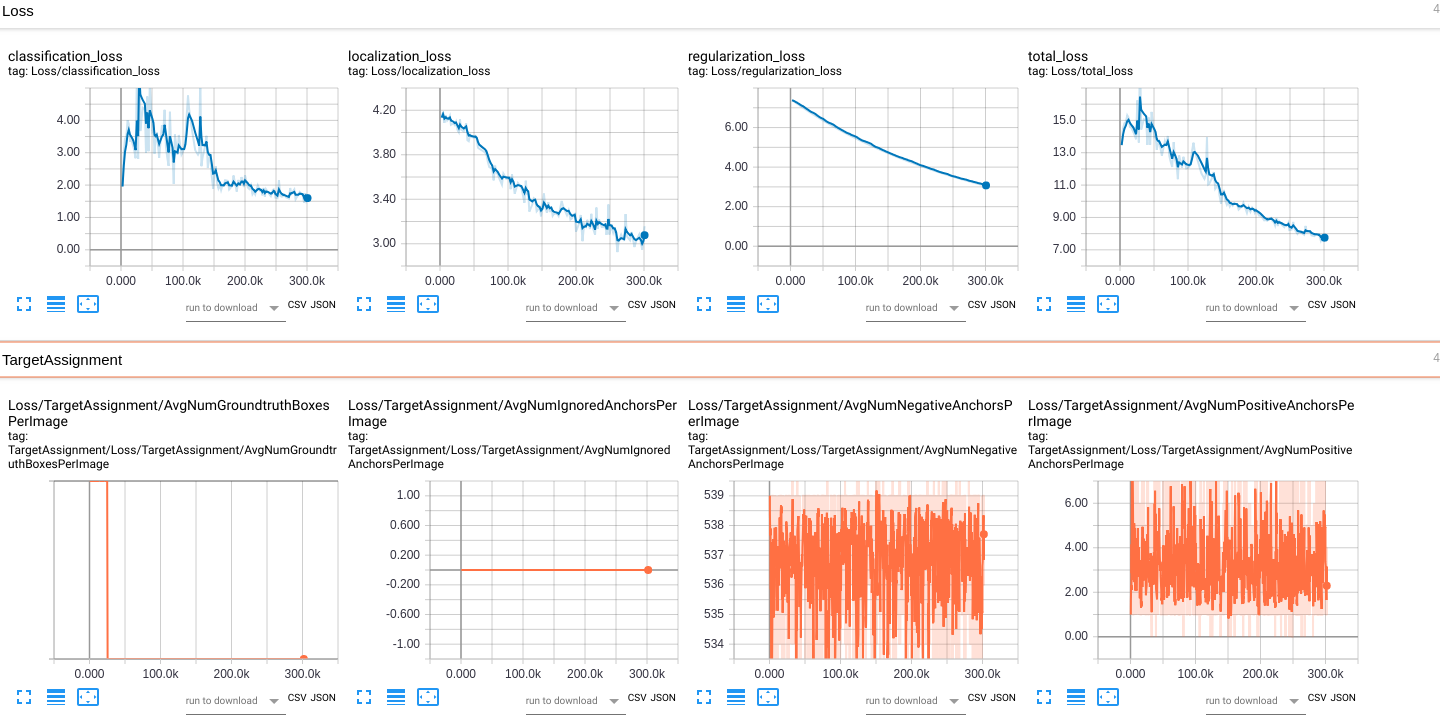 Loss
4
classification_loss
tag: Loss/classification_loss
4.00
3.00
2.00
1.00
0.00
0.000 100.0k 200.0k 300.0k
run to download CSV JSON
localization_loss
tag: Loss/localization_loss
4.20
3.80
3.40
3.00
0.000 100.0k 200.0k 300.0k
run to download CSV JSON
regularization_loss
tag: Loss/regularization_loss
6.00
4.00
2.00
0.00
0.000 100.0k 200.0k 300.0k
run to download CSV JSON
total_loss
tag: Loss/total_loss
15.0
13.0
11.0
9.00
7.00
0.000 100.0k 200.0k 300.0k
run to download CSV JSON
TargetAssignment
4
Loss/TargetAssignment/AvgNumGroundtruthBoxes
PerImage
tag:
TargetAssignment/Loss/TargetAssignment/AvgNumGroundtr
uthBoxesPerImage
0.000 100.0k 200.0k 300.0k
run to download CSV JSON
Loss/TargetAssignment/AvgNumIgnoredAnchorsPer
Image
tag:
TargetAssignment/Loss/TargetAssignment/AvgNumIgnored
AnchorsPerImage
1.00
0.600
0.200
-0.200
-0.600
-1.00
0.000 100.0k 200.0k 300.0k
run to download CSV JSON
Loss/TargetAssignment/AvgNumNegativeAnchorsP
erImage
tag:
TargetAssignment/Loss/TargetAssignment/AvgNumNegative
AnchorsPerImage
539
538
537
536
535
534
0.000 100.0k 200.0k 300.0k
run to download CSV JSON
Loss/TargetAssignment/AvgNumPositiveAnchorsPe
rImage
tag:
TargetAssignment/Loss/TargetAssignment/AvgNumPositive
AnchorsPerImage
6.00
4.00
2.00
0.00
0.000 100.0k 200.0k 300.0k
run to download CSV JSON